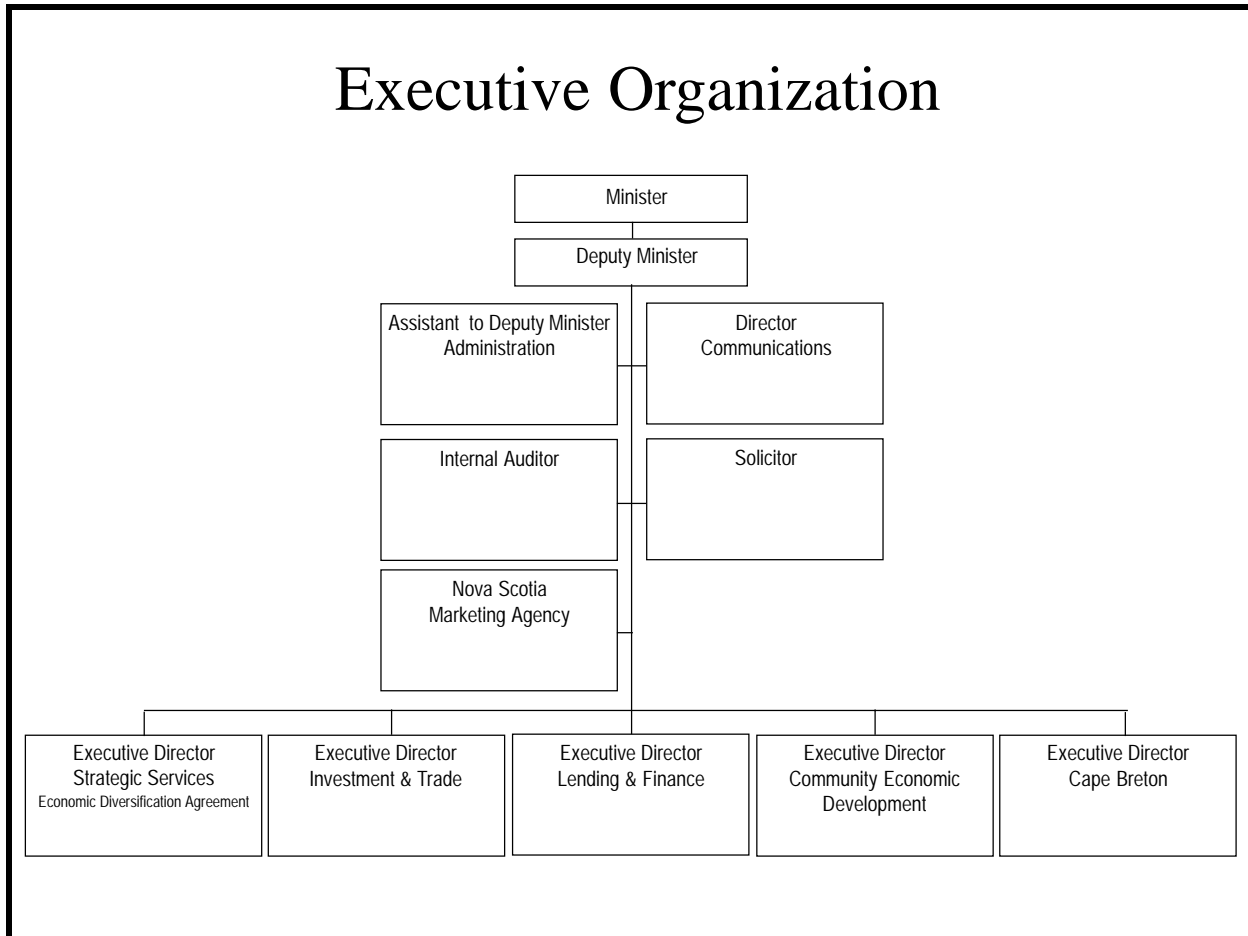 Executive Organization
Minister
Deputy Minister
Assistant to Deputy Minister
Administration
Director
Communications
Internal Auditor
Solicitor
Nova Scotia
Marketing Agency
Executive Director
Strategic Services
Economic Diversification Agreement
Executive Director
Investment & Trade
Executive Director
Lending & Finance
Executive Director
Community Economic
Development
Executive Director
Cape Breton